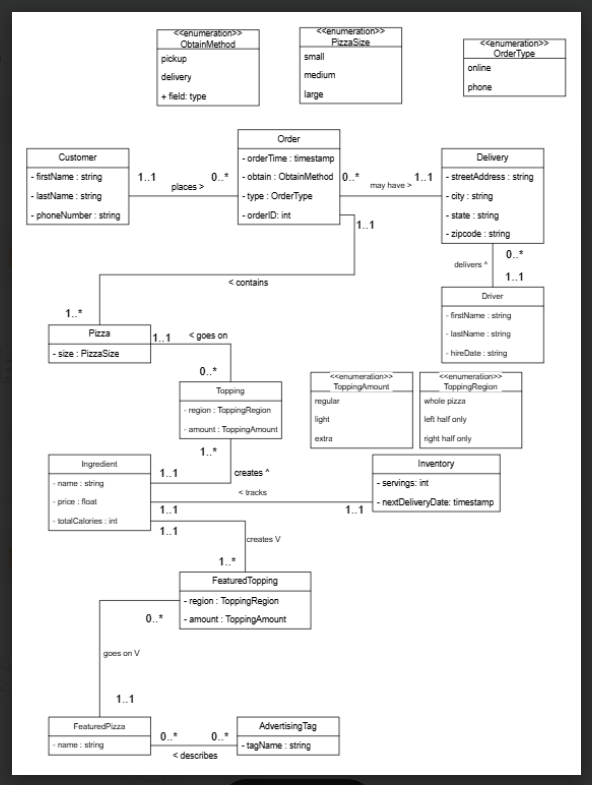 <<enumeration>>
ObtainMethod
pickup
delivery
+ field: type
<<enumeration>>
PizzaSize
small
medium
large
<<enumeration>>
OrderType
online
phone
Customer
- firstName : string
- lastName : string
- phoneNumber : string
1..1
places >
0..*
Order
- orderTime : timestamp
- obtain : ObtainMethod
- type : OrderType
- orderID: int
0..*
may have >
1..1
Delivery
- streetAddress : string
- city : string
- state : string
- zipcode : string
1..1
< contains
1..*
0..*
delivers ^
1..1
Driver
- firstName : string
- lastName : string
- hireDate : string
Pizza
- size : PizzaSize
1..1
< goes on
0..*
Topping
- region : ToppingRegion
- amount : ToppingAmount
1..*
<<enumeration>>
ToppingAmount
regular
light
extra
<<enumeration>>
ToppingRegion
whole pizza
left half only
right half only
Ingredient
- name : string
- price : float
- totalCalories : int
1..1
creates ^
< tracks
1..1
1..1
1..1
Inventory
- servings: int
- nextDeliveryDate: timestamp
creates V
1..*
FeaturedTopping
- region : ToppingRegion
- amount : ToppingAmount
0..*
goes on V
1..1
FeaturedPizza
- name : string
0..*
0..*
< describes
AdvertisingTag
- tagName : string